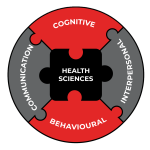 COGNITIVE
COMMUNICATION
HEALTH
SCIENCES
INTERPERSONAL
BEHAVIOURAL